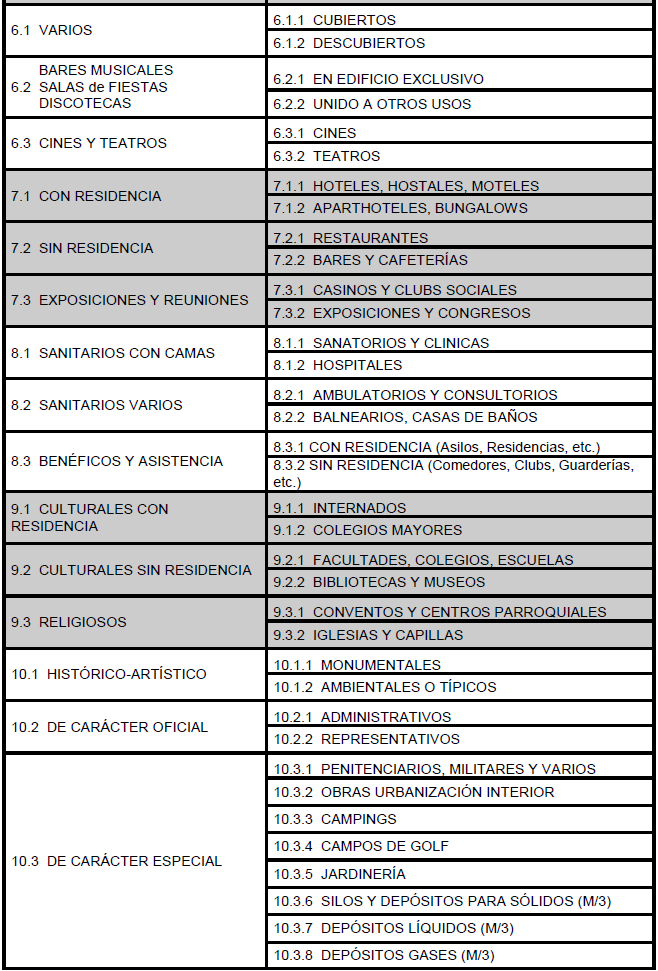 6.1 VARIOS
6.1.1 CUBIERTOS
6.1.2 DESCUBIERTOS
6.2 BARES MUSICALES
SALAS de FIESTAS
DISCOTECAS
6.2.1 EN EDIFICIO EXCLUSIVO
6.2.2 UNIDO A OTROS USOS
6.3 CINES Y TEATROS
6.3.1 CINES
6.3.2 TEATROS
7.1 CON RESIDENCIA
7.1.1 HOTELES, HOSTALES, MOTELES
7.1.2 APARTHOTELES, BUNGALOWS
7.2 SIN RESIDENCIA
7.2.1 RESTAURANTES
7.2.2 BARES Y CAFETERÍAS
7.3 EXPOSICIONES Y REUNIONES
7.3.1 CASINOS Y CLUBS SOCIALES
7.3.2 EXPOSICIONES Y CONGRESOS
8.1 SANITARIOS CON CAMAS
8.1.1 SANATORIOS Y CLINICAS
8.1.2 HOSPITALES
8.2 SANITARIOS VARIOS
8.2.1 AMBULATORIOS Y CONSULTORIOS
8.2.2 BALNEARIOS, CASAS DE BAÑOS
8.3 BENÉFICOS Y ASISTENCIA
8.3.1 CON RESIDENCIA (Asilos, Residencias, etc.)
8.3.2 SIN RESIDENCIA (Comedores, Clubs, Guarderías,
etc.)
9.1 CULTURALES CON
RESIDENCIA
9.1.1 INTERNADOS
9.1.2 COLEGIOS MAYORES
9.2 CULTURALES SIN RESIDENCIA
9.2.1 FACULTADES, COLEGIOS, ESCUELAS
9.2.2 BIBLIOTECAS Y MUSEOS
9.3 RELIGIOSOS
9.3.1 CONVENTOS Y CENTROS PARROQUIALES
9.3.2 IGLESIAS Y CAPILLAS
10.1 HISTÓRICO-ARTÍSTICO
10.1.1 MONUMENTALES
10.1.2 AMBIENTALES O TÍPICOS
10.2 DE CARÁCTER OFICIAL
10.2.1 ADMINISTRATIVOS
10.2.2 REPRESENTATIVOS
10.3 DE CARÁCTER ESPECIAL
10.3.1 PENITENCIARIOS, MILITARES Y VARIOS
10.3.2 OBRAS URBANIZACIÓN INTERIOR
10.3.3 CAMPINGS
10.3.4 CAMPOS DE GOLF
10.3.5 JARDINERÍA
10.3.6 SILOS Y DEPÓSITOS PARA SÓLIDOS (M/3)
10.3.7 DEPÓSITOS LÍQUIDOS (M/3)
10.3.8 DEPÓSITOS GASES (M/3)